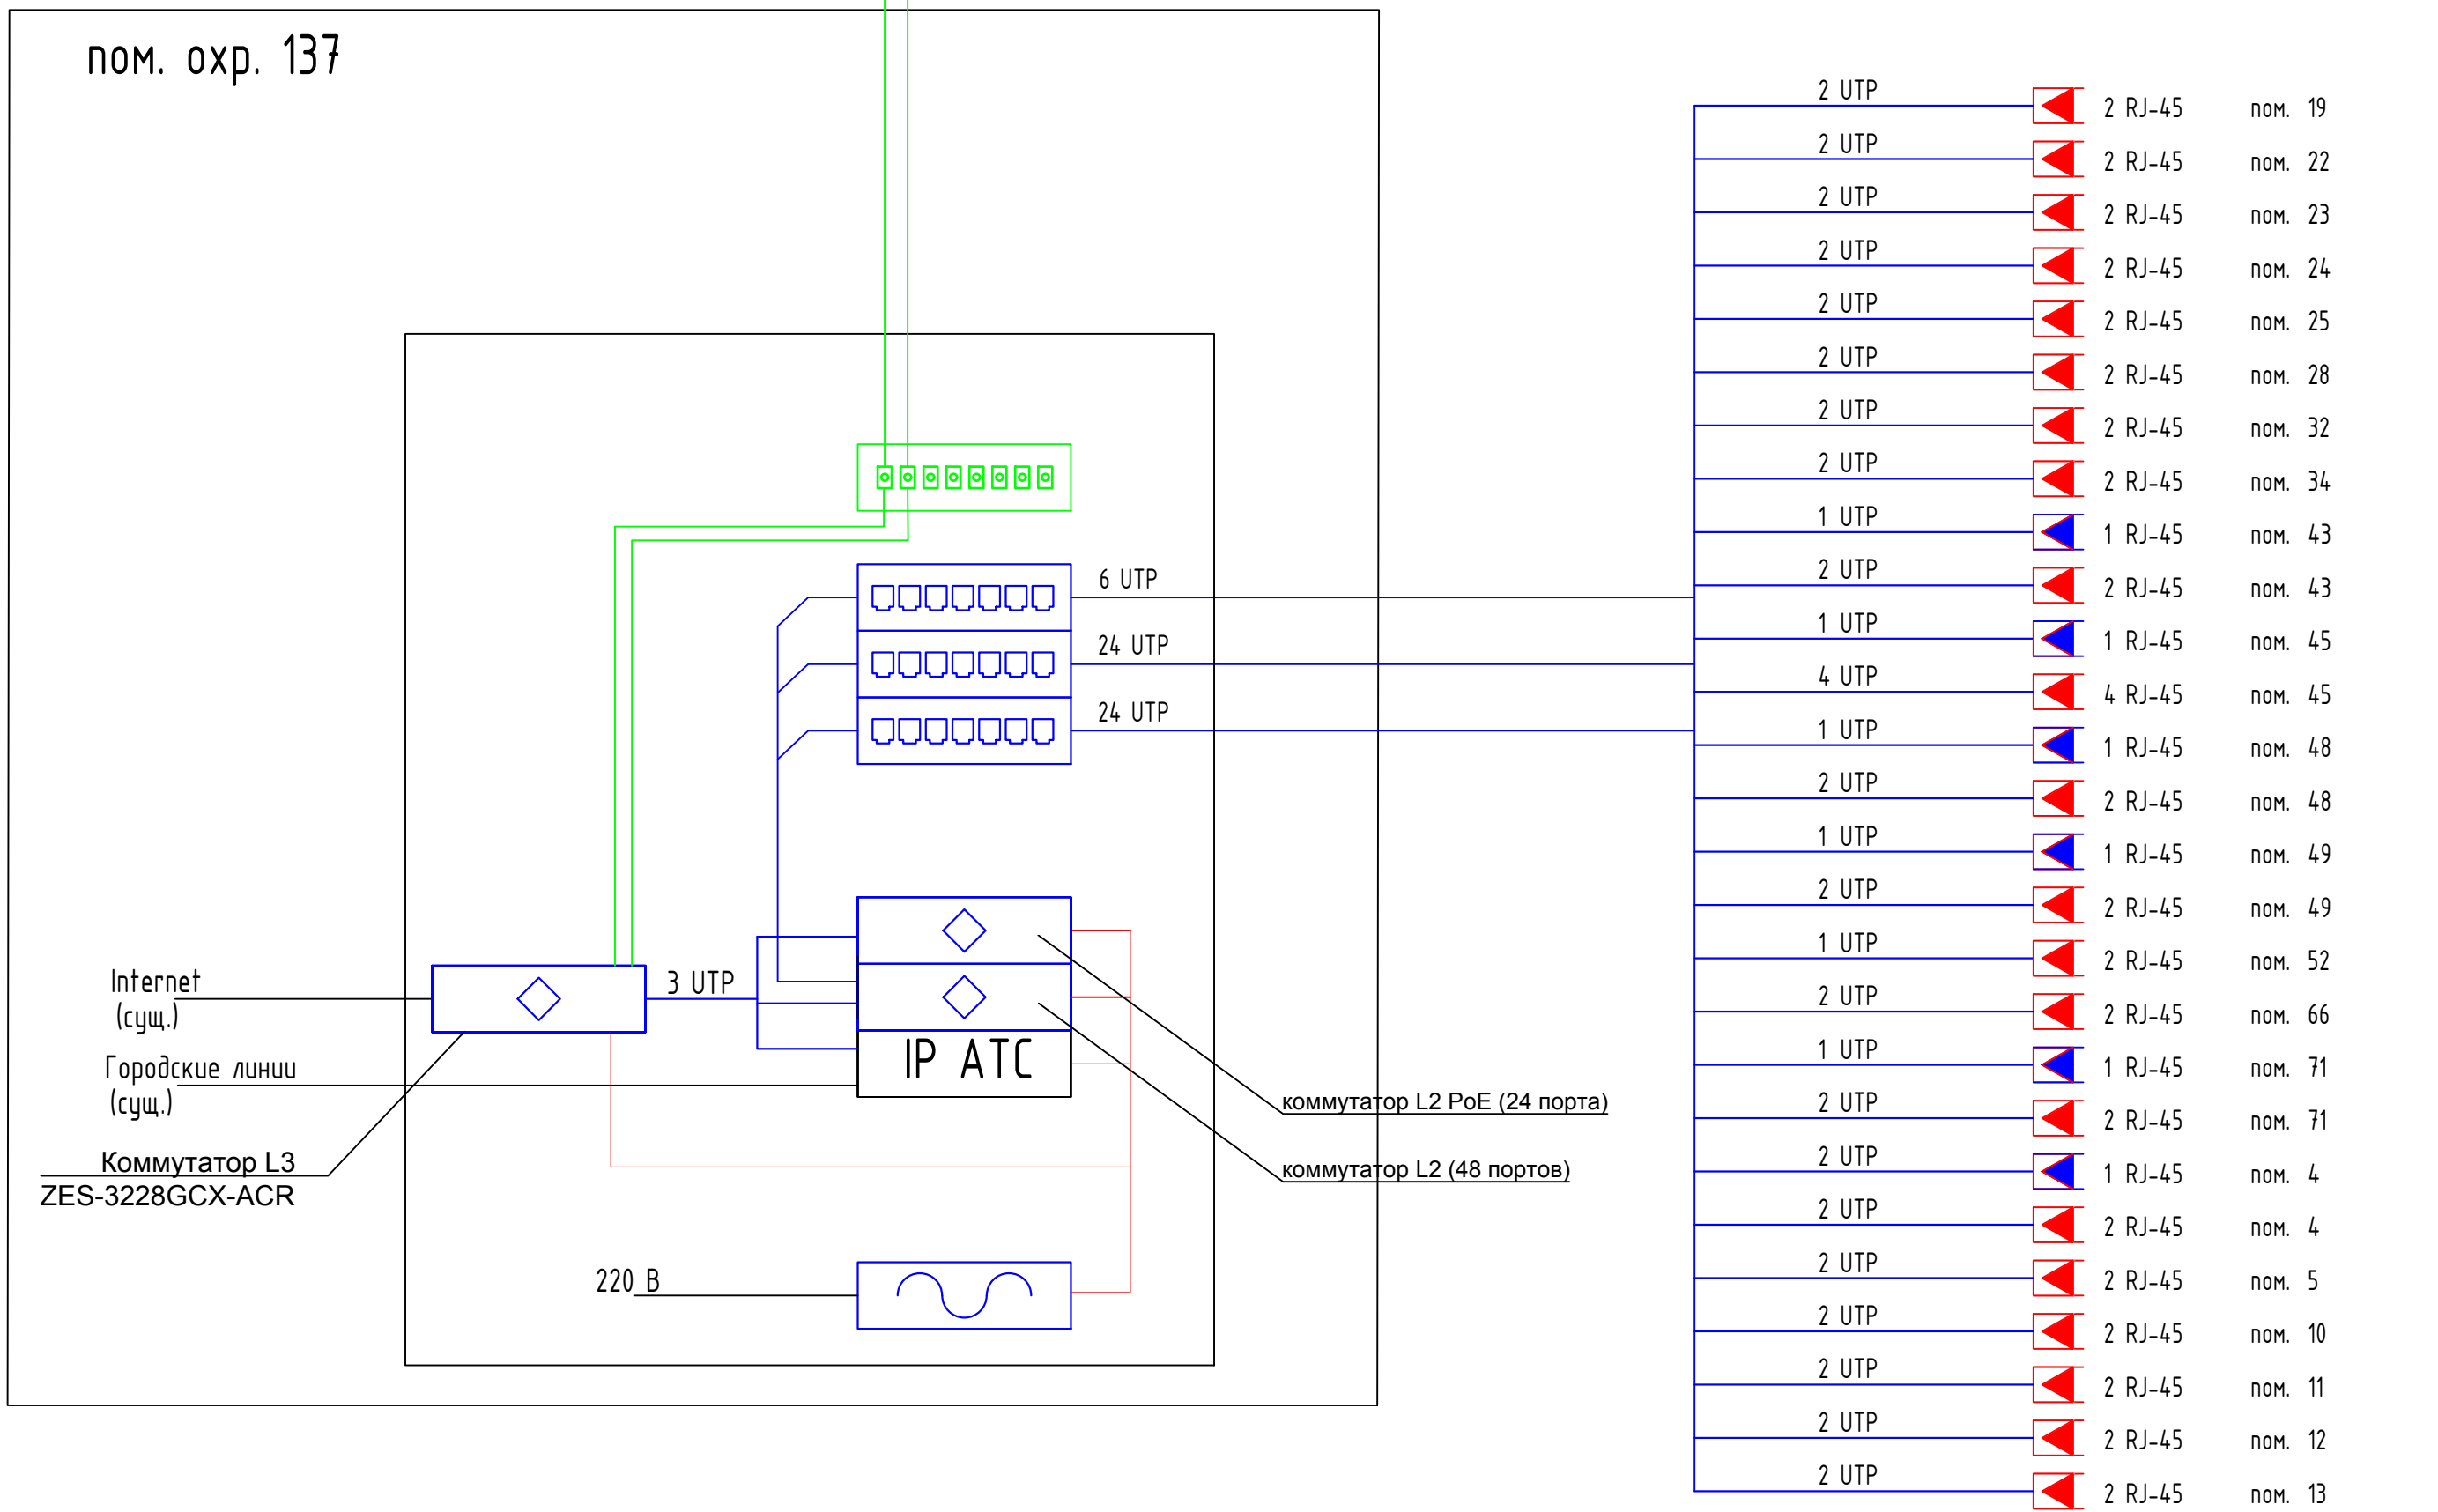 пом. охр. 137
6 UTP
24 UTP
24 UTP
Internet
(сущ.)
3 UTP
Городские линии
(сущ.)
IP АТС
Коммутатор L3
ZES-3228GCX-ACR
коммутатор L2 PoE (24 порта)
коммутатор L2 (48 портов)
220 В
2 UTP
2 RJ-45 пом. 19
2 UTP
2 RJ-45 пом. 22
2 UTP
2 RJ-45 пом. 23
2 UTP
2 RJ-45 пом. 24
2 UTP
2 RJ-45 пом. 25
2 UTP
2 RJ-45 пом. 28
2 UTP
2 RJ-45 пом. 32
2 UTP
2 RJ-45 пом. 34
1 UTP
1 RJ-45 пом. 43
2 UTP
2 RJ-45 пом. 43
1 UTP
1 RJ-45 пом. 45
4 UTP
4 RJ-45 пом. 45
1 UTP
1 RJ-45 пом. 48
2 UTP
2 RJ-45 пом. 48
1 UTP
1 RJ-45 пом. 49
2 UTP
2 RJ-45 пом. 49
1 UTP
2 RJ-45 пом. 52
2 UTP
2 RJ-45 пом. 66
1 UTP
1 RJ-45 пом. 71
2 UTP
2 RJ-45 пом. 71
2 UTP
1 RJ-45 пом. 4
2 UTP
2 RJ-45 пом. 4
2 UTP
2 RJ-45 пом. 5
2 UTP
2 RJ-45 пом. 10
2 UTP
2 RJ-45 пом. 11
2 UTP
2 RJ-45 пом. 12
2 UTP
2 RJ-45 пом. 13